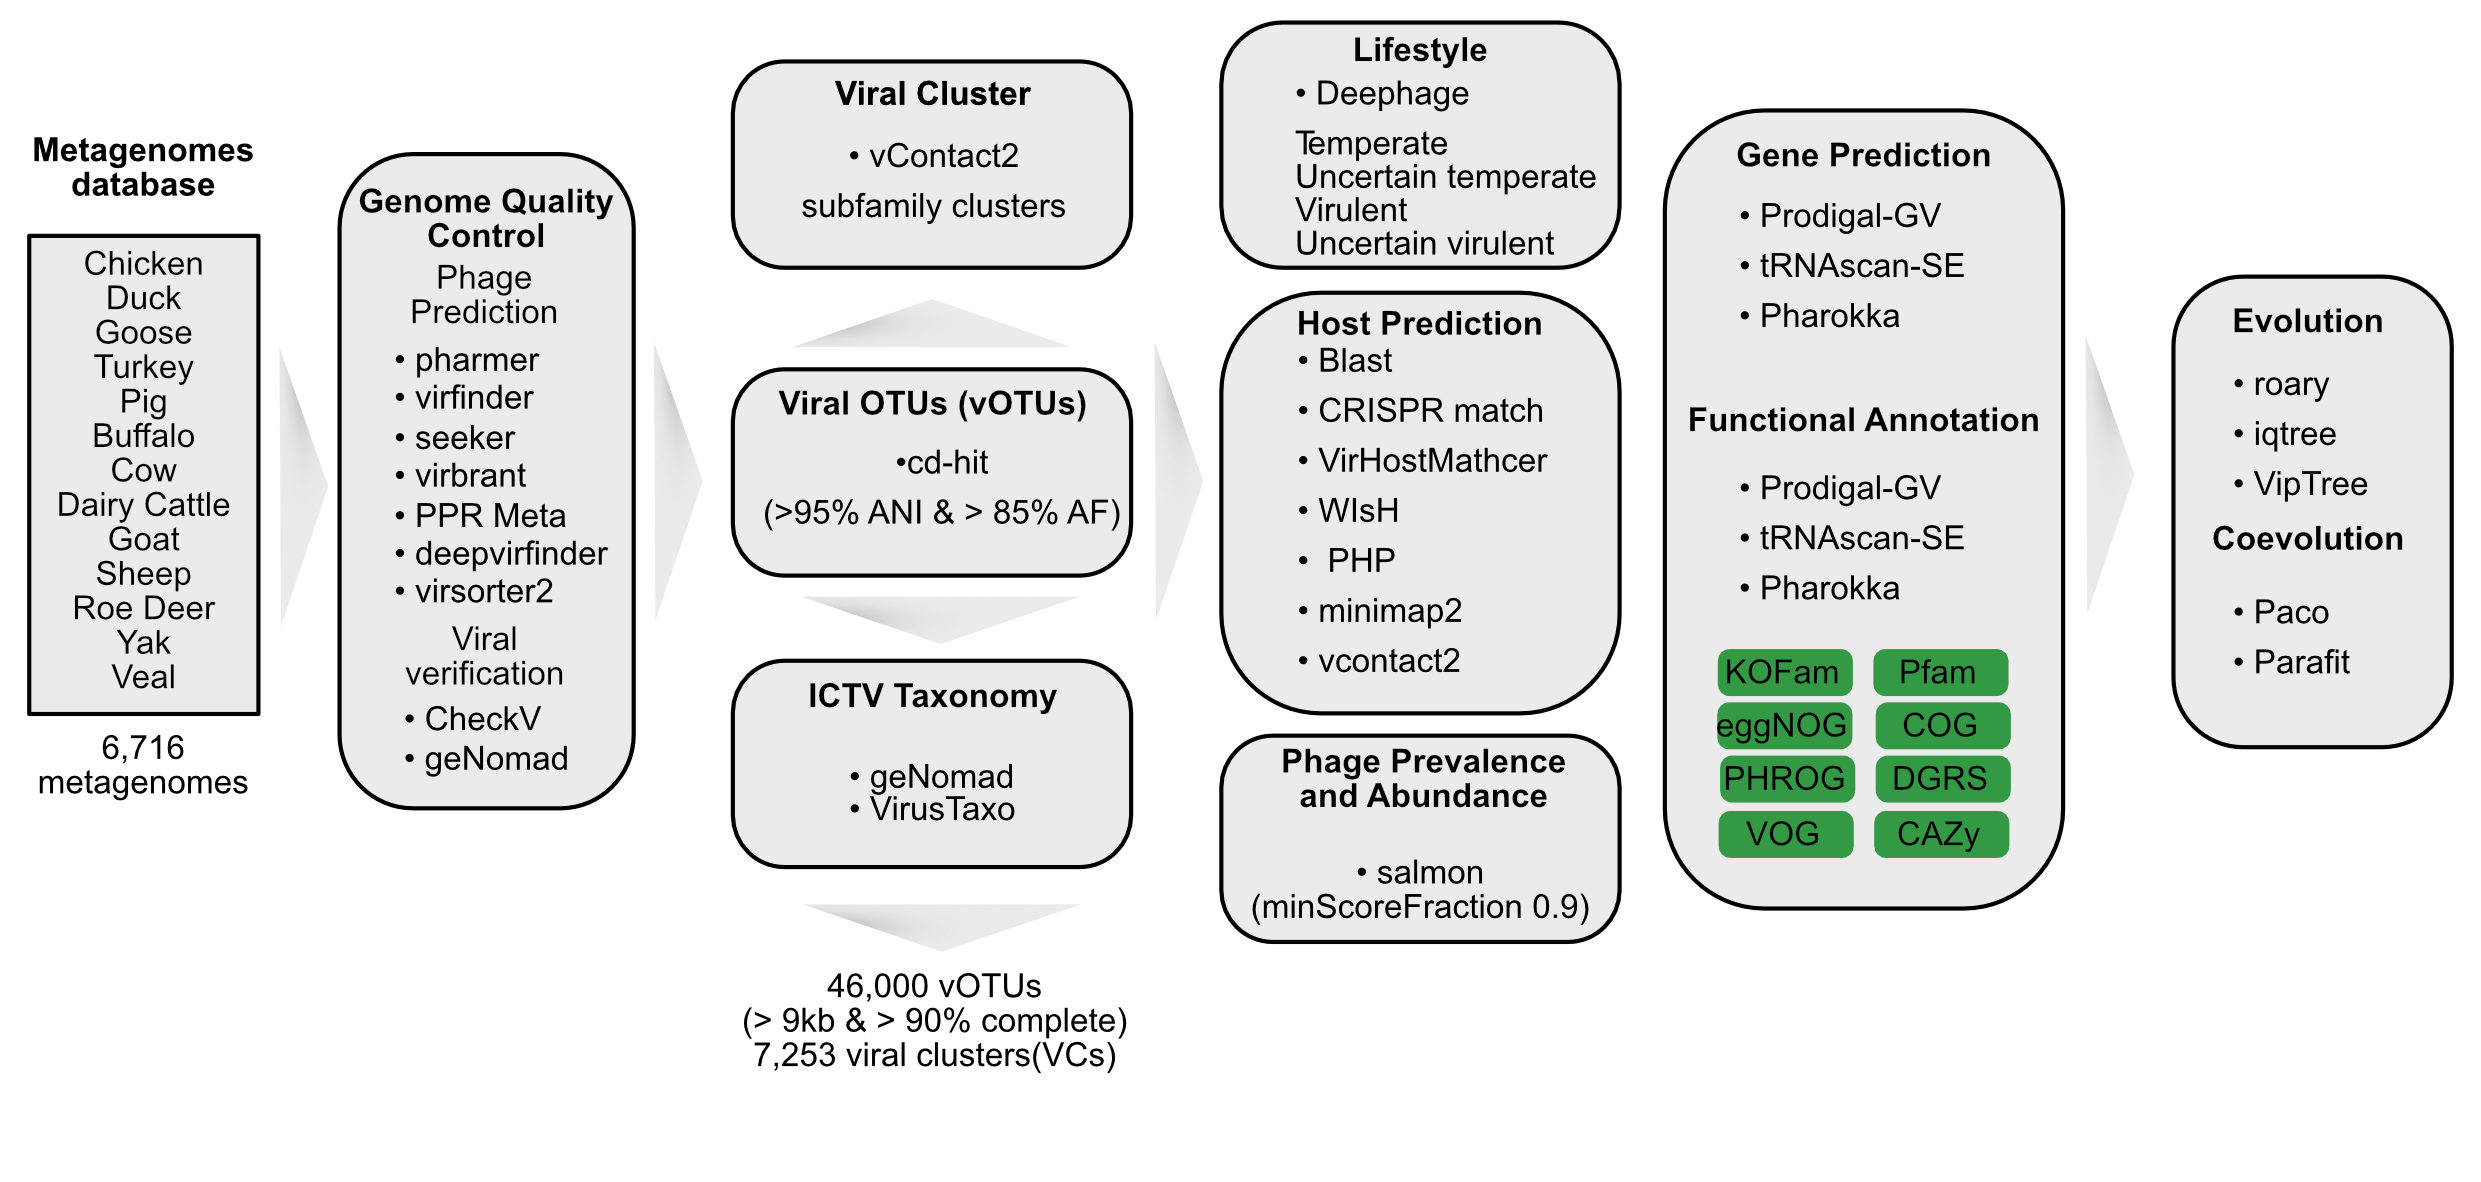 Metagenomes
database
Chicken
Duck
Goose
Turkey
Pig
Buffalo
Cow
Dairy Cattle
Goat
Sheep
Roe Deer
Yak
Veal
6,716
metagenomes
Genome Quality
Control
Phage
Prediction
• pharmer
• virfinder
• seeker
• virbrant
• PPR Meta
• deepvirfinder
• virsorter2
Viral
verification
• CheckV
• geNomad
Viral Cluster
• vContact2
subfamily clusters
Viral OTUs (vOTUs)
•cd-hit
(>95% ANI & > 85% AF)
ICTV Taxonomy
• geNomad
• VirusTaxo
46,000 vOTUs
(> 9kb & > 90% complete)
7,253 viral clusters(VCs)
Lifestyle
• Deephage
Temperate
Uncertain temperate
Virulent
Uncertain virulent
Host Prediction
• Blast
• CRISPR match
• VirHostMathcer
• WIsH
• PHP
• minimap2
• vcontact2
Phage Prevalence
and Abundance
• salmon
(minScoreFraction 0.9)
Gene Prediction
• Prodigal-GV
• tRNAscan-SE
• Pharokka
Functional Annotation
• Prodigal-GV
• tRNAscan-SE
• Pharokka
KOFam Pfam
eggNOG COG
PHROG DGRS
VOG CAZy
Evolution
• roary
• iqtree
• VipTree
Coevolution
• Paco
• Parafit